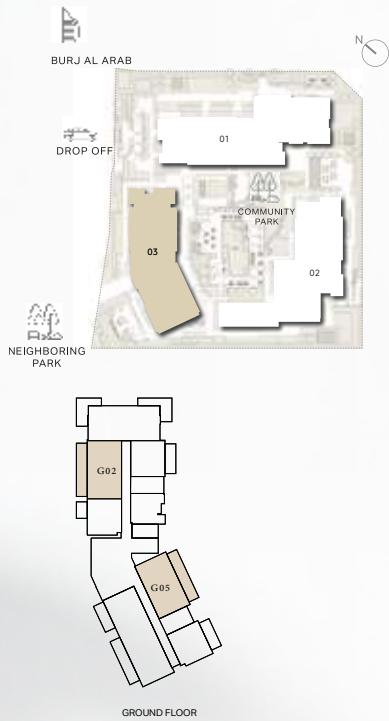 BURJ AL ARAB
N
DROP OFF
01
COMMUNITY
PARK
03
02
NEIGHBORING
PARK
G02
G05
GROUND FLOOR